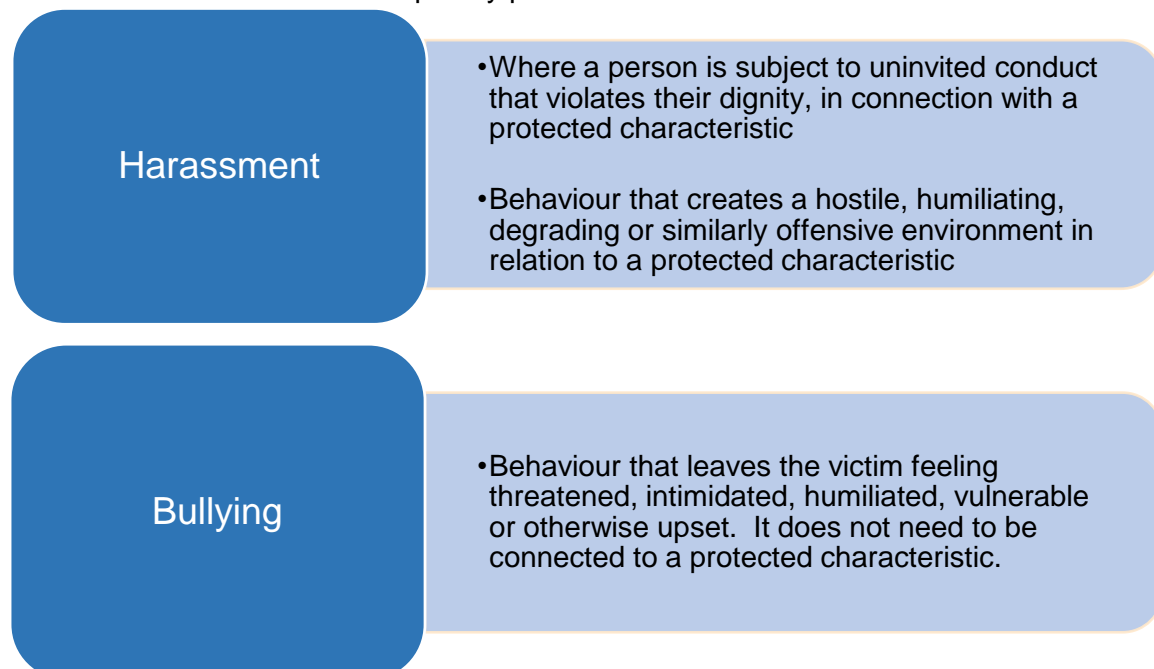 Harassment
•Where a person is subject to uninvited conduct
that violates their dignity, in connection with a
protected characteristic
•Behaviour that creates a hostile, humiliating,
degrading or similarly offensive environment in
relation to a protected characteristic
Bullying
•Behaviour that leaves the victim feeling
threatened, intimidated, humiliated, vulnerable
or otherwise upset.  It does not need to be
connected to a protected characteristic.